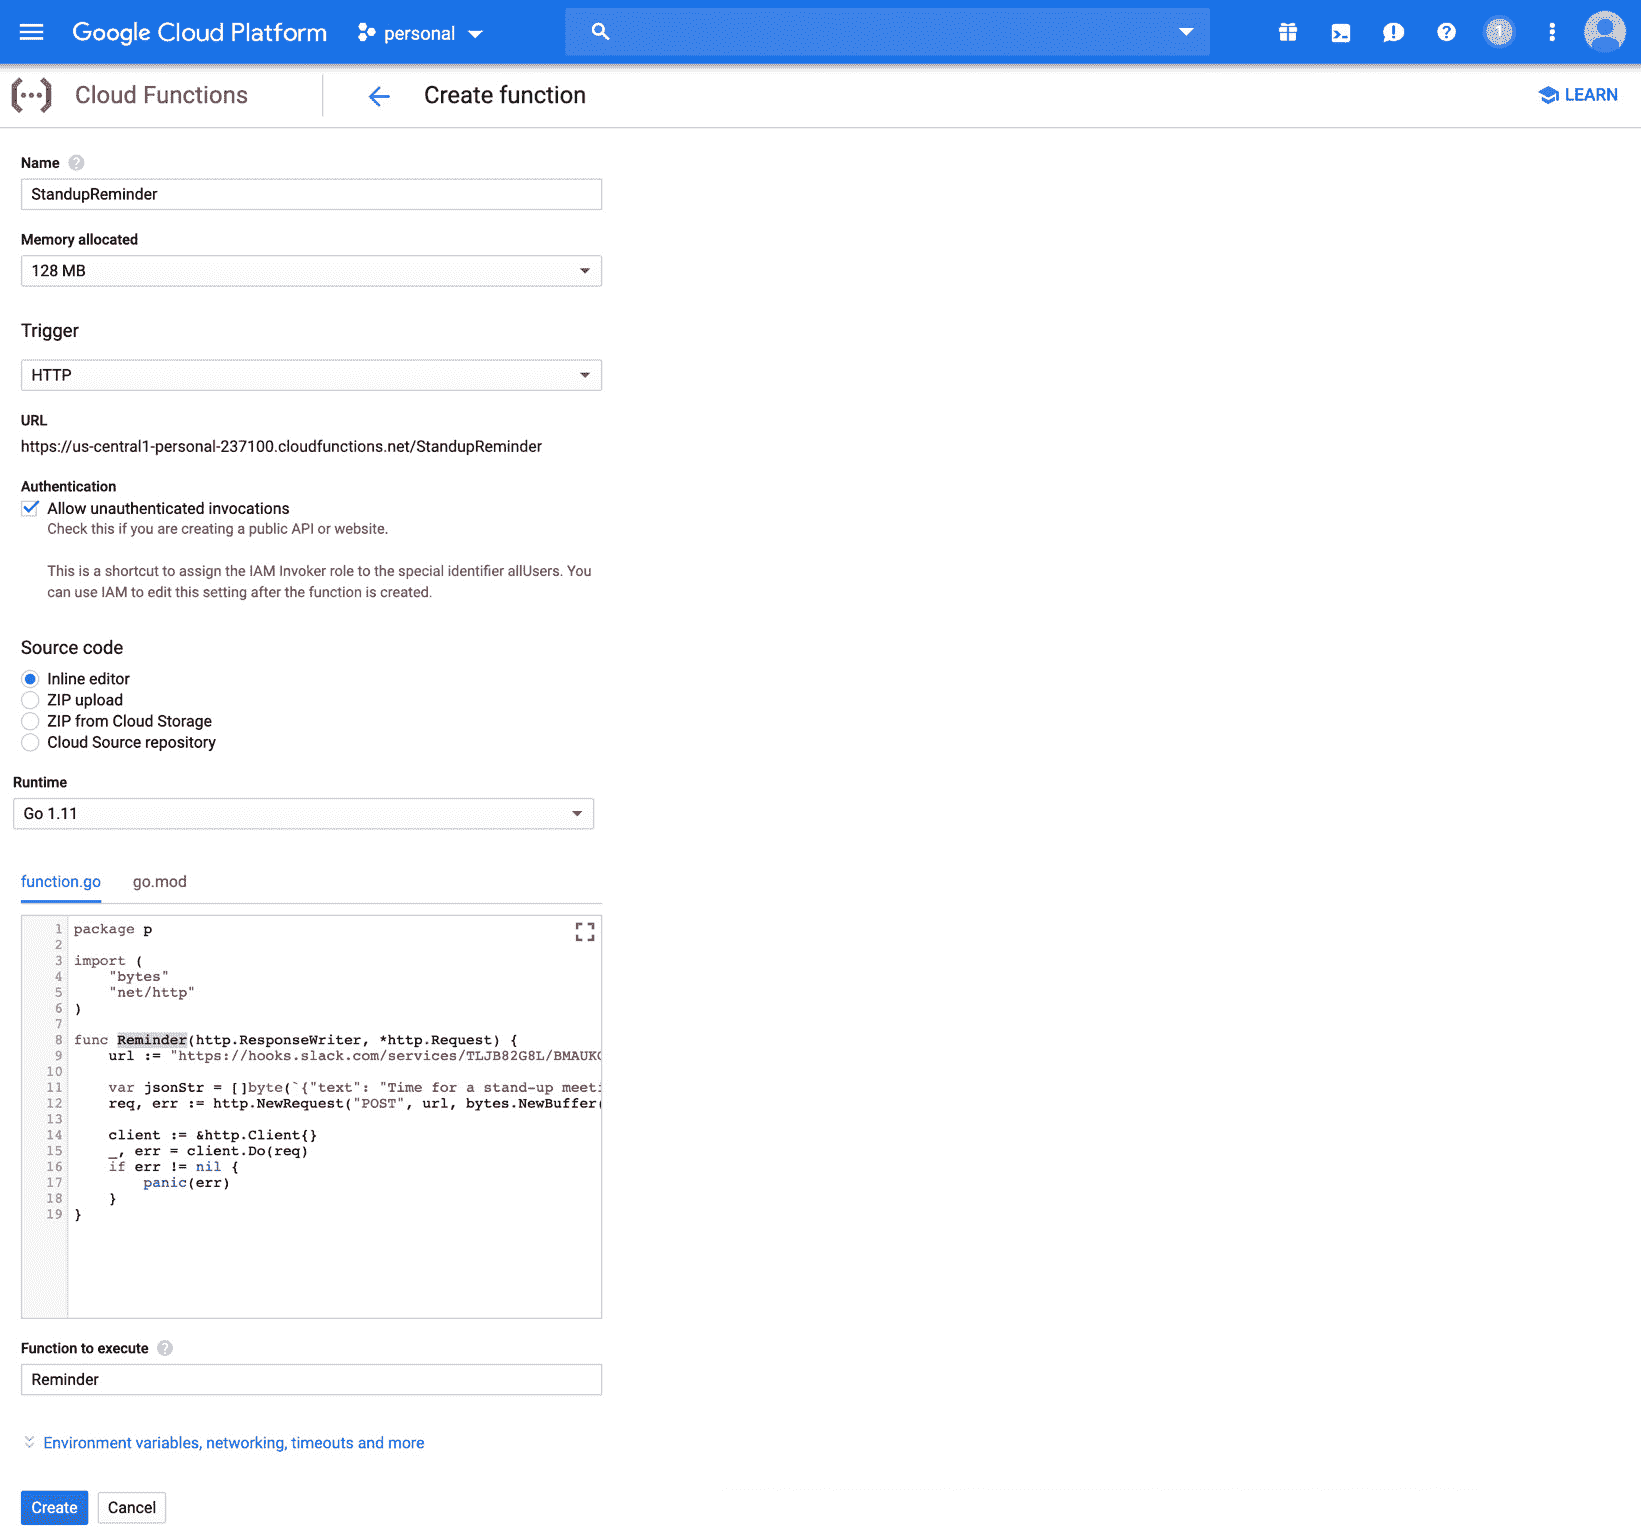 Google Cloud Platform personal
Cloud Functions Create function LEARN
Name
StandupReminder
Memory allocated
128 MB
Trigger
HTTP
URL
https://us-central1-personal-237100.cloudfunctions.net/StandupReminder
Authentication
Allow unauthenticated invocations
Check this if you are creating a public API or website.
This is a shortcut to assign the IAM Invoker role to the special identifier allUsers. You
can use IAM to edit this setting after the function is created.
Source code
Inline editor
ZIP upload
ZIP from Cloud Storage
Cloud Source repository
Runtime
Go 1.11
function.go go.mod
1 package p
2
3 import (
4 "bytes"
5 "net/http"
6 )
7
8 func Reminder(http.ResponseWriter, *http.Request) {
9 url := "https://hooks.slack.com/services/TLJB82G8L/BMAUK
10
11 var jsonStr = []byte(`{"text": "Time for a stand-up meeti
12 req, err := http.NewRequest("POST", url, bytes.NewBuffer(
13
14 client := &http.Client{}
15 _, err = client.Do(req)
16 if err != nil {
17 panic(err)
18 }
19 }
Function to execute
Reminder
Environment variables, networking, timeouts and more
Create Cancel